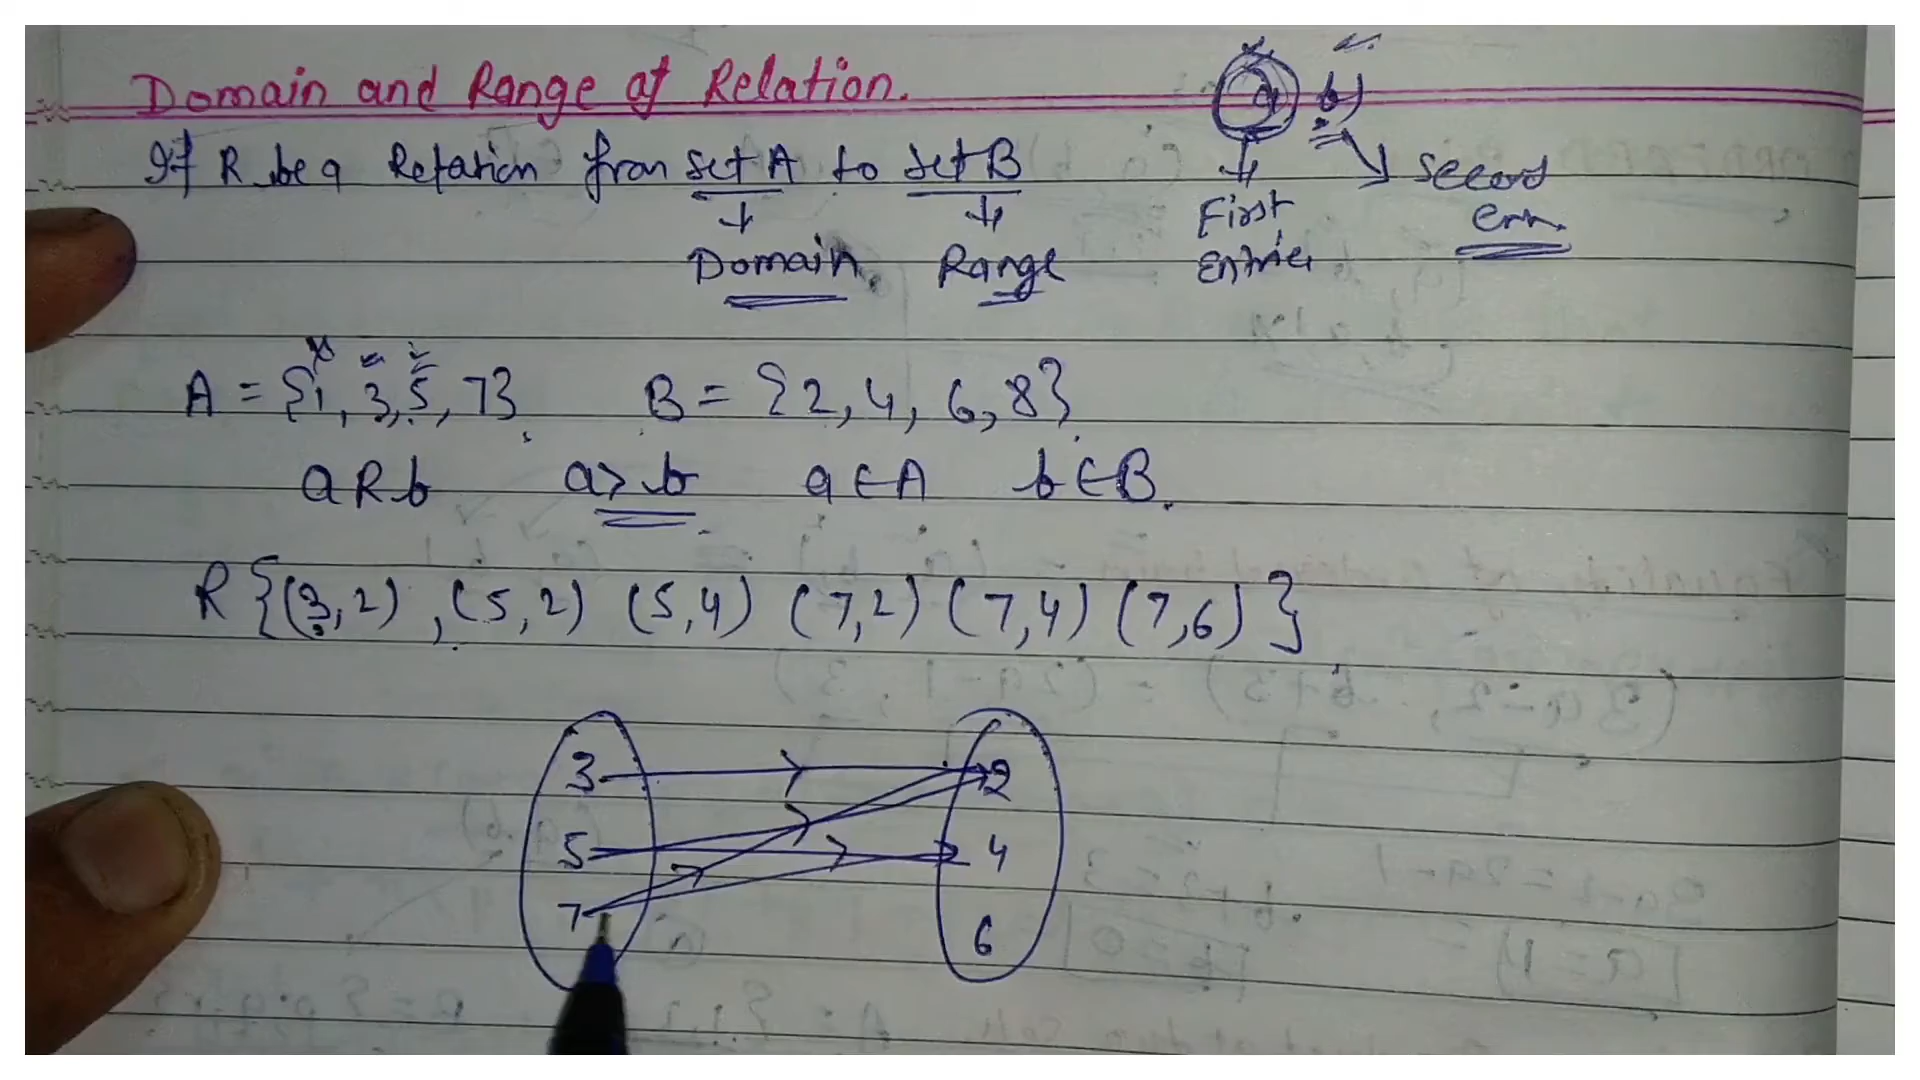 Domain and Range of Relation.
(a, b)
If R be a Relation from set A to set B
Second
Domain Range
First
Entries
A = {1, 3, 5, 7} B = {2, 4, 6, 8}
a R b a > b a ∈ A b ∈ B.
R {(3,2) , (5,2) (5,4) (7,2) (7,4) (7,6) }
3 2
5 4
7 6